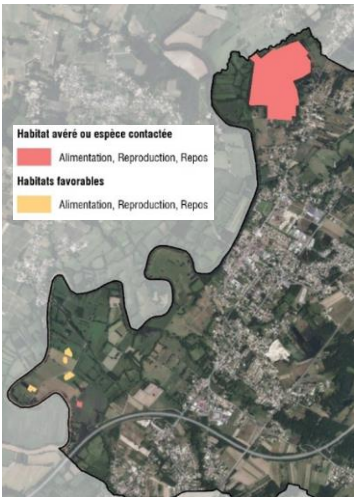 Habitat avéré ou espèce contactée
Alimentation, Reproduction, Repos
Habitats favorables
Alimentation, Reproduction, Repos